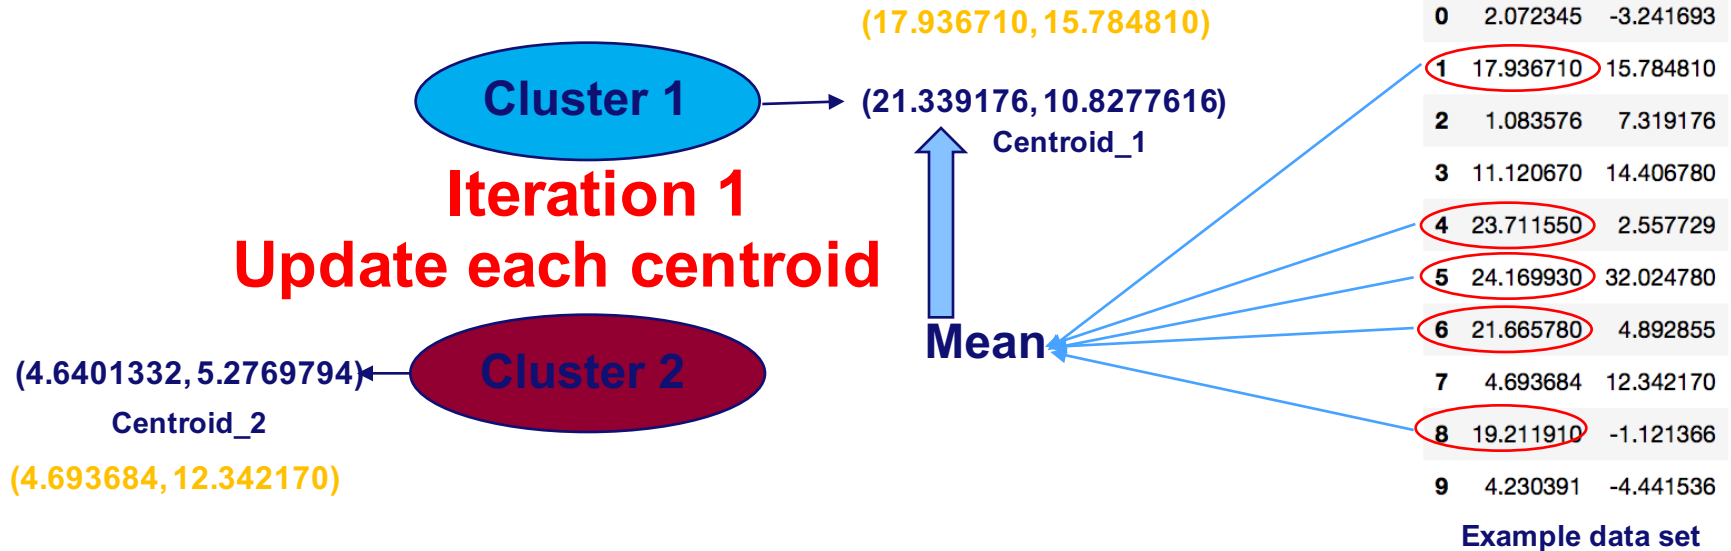 (17.936710, 15.784810)
Cluster 1
(21.339176, 10.8277616)
Centroid_1
Iteration 1
Update each centroid
Mean
Cluster 2
(4.6401332, 5.2769794)
Centroid_2
(4.693684, 12.342170)
0 2.072345 -3.241693
1 17.936710 15.784810
2 1.083576 7.319176
3 11.120670 14.406780
4 23.711550 2.557729
5 24.169930 32.024780
6 21.665780 4.892855
7 4.693684 12.342170
8 19.211910 -1.121366
9 4.230391 -4.441536
Example data set